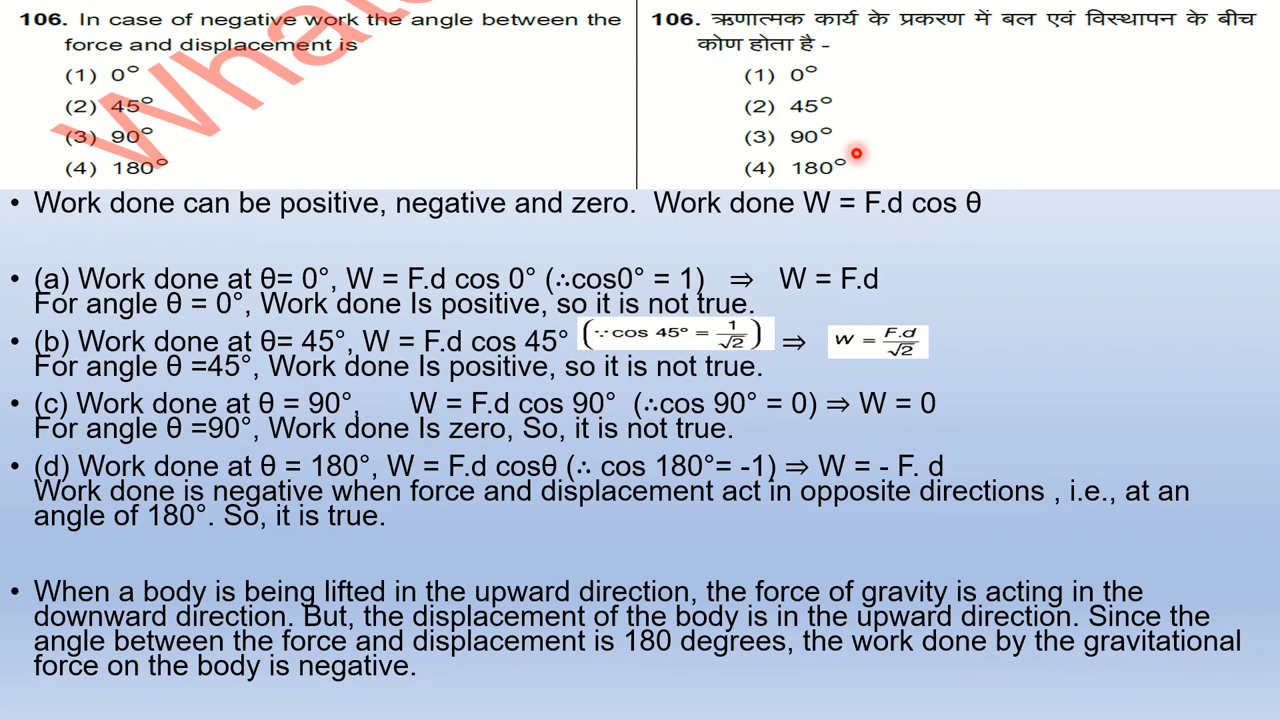 106. In case of negative work the angle between the
force and displacement is
(1) 0°
(2) 45°
(3) 90°
(4) 180°
106. ऋणात्मक कार्य के प्रकरण में बल एवं विस्थापन के बीच
कोण होता है -
(1) 0°
(2) 45°
(3) 90°
(4) 180°
• Work done can be positive, negative and zero. Work done W = F.d cos θ
• (a) Work done at θ= 0°, W = F.d cos 0° (∴cos0° = 1) ⇒ W = F.d
For angle θ = 0°, Work done Is positive, so it is not true.
• (b) Work done at θ= 45°, W = F.d cos 45° (∵cos 45° = 1/√2) ⇒ W = F.d/√2
For angle θ =45°, Work done Is positive, so it is not true.
• (c) Work done at θ = 90°, W = F.d cos 90° (∴cos 90° = 0) ⇒ W = 0
For angle θ =90°, Work done Is zero, So, it is not true.
• (d) Work done at θ = 180°, W = F.d cosθ (∴ cos 180°= -1) ⇒ W = - F. d
Work done is negative when force and displacement act in opposite directions , i.e., at an
angle of 180°. So, it is true.
• When a body is being lifted in the upward direction, the force of gravity is acting in the
downward direction. But, the displacement of the body is in the upward direction. Since the
angle between the force and displacement is 180 degrees, the work done by the gravitational
force on the body is negative.